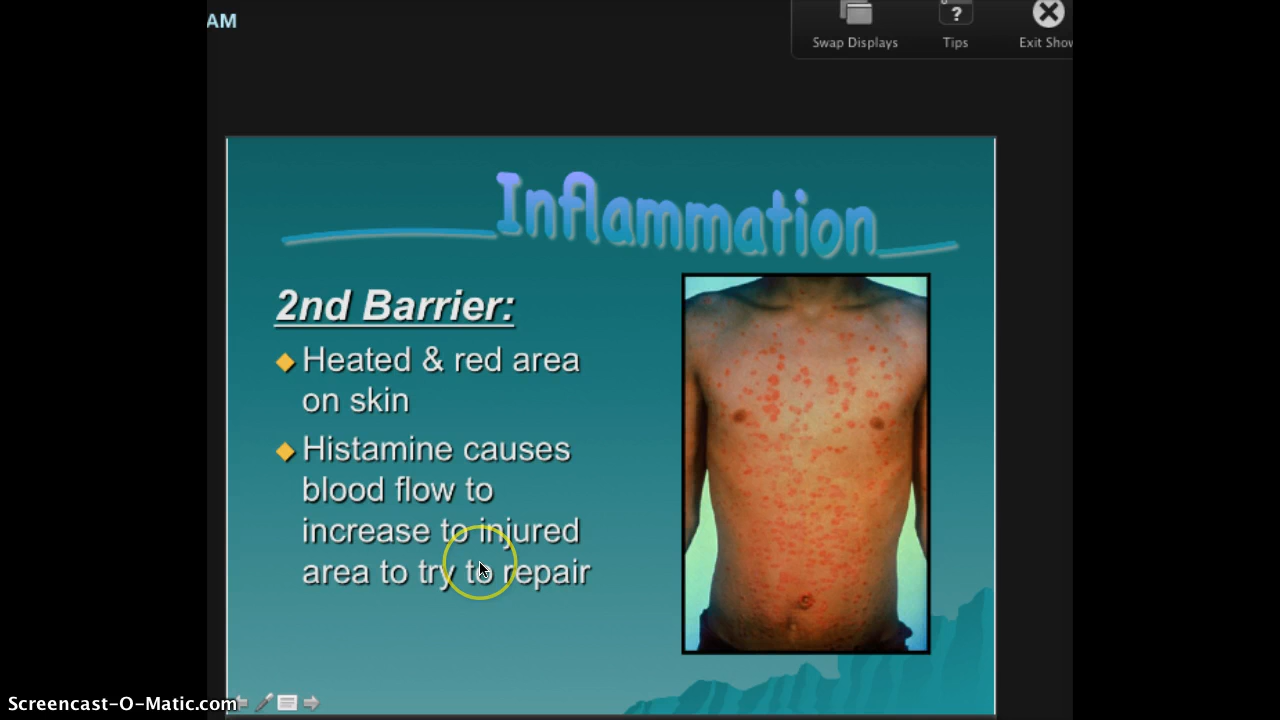 AM
Swap Displays
Tips
Exit Show
Inflammation
2nd Barrier:
Heated & red area
on skin
Histamine causes
blood flow to
increase to injured
area to try to repair
Screencast-O-Matic.com